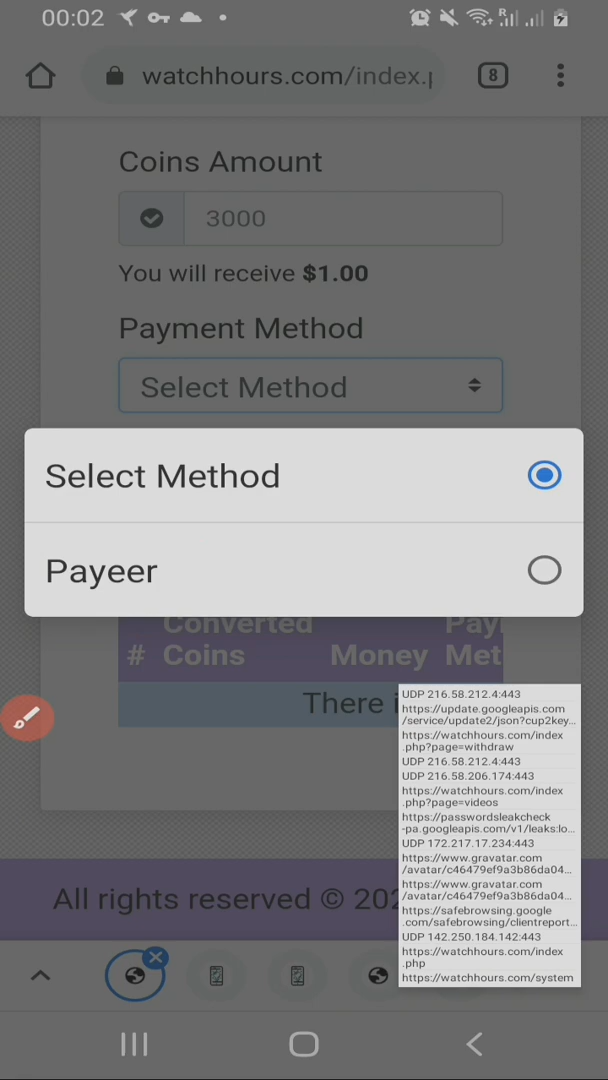 00:02
R
watchhours.com/index.p
8
Coins Amount
3000
You will receive $1.00
Payment Method
Select Method
Select Method
Payeer
Converted
# Coins
Money
Met
There
UDP 216.58.212.4:443
https://update.googleapis.com
/service/update2/json?cup2key...
https://watchhours.com/index
.php?page=withdraw
UDP 216.58.212.4:443
UDP 216.58.206.174:443
https://watchhours.com/index
.php?page=videos
https://passwordsleakcheck
-pa.googleapis.com/v1/leaks:lo...
UDP 172.217.17.234:443
https://www.gravatar.com
/avatar/c46479ef9a3b86da04...
https://www.gravatar.com
/avatar/c46479ef9a3b86da04...
https://safebrowsing.google
.com/safebrowsing/clientreport...
UDP 142.250.184.142:443
https://watchhours.com/index
.php
https://watchhours.com/system
All rights reserved ©